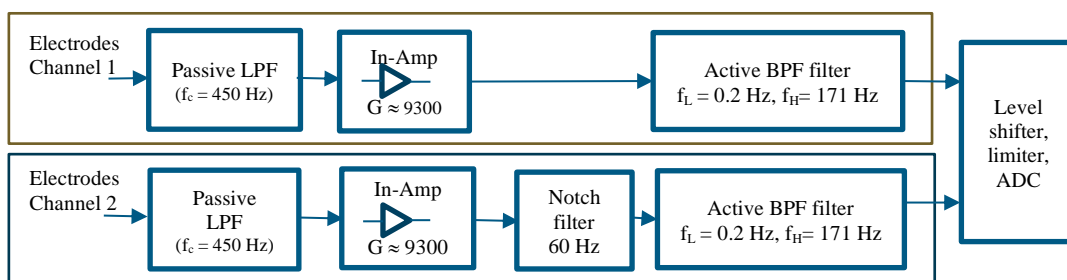 Electrodes
Channel 1
Passive LPF
(fc = 450 Hz)
In-Amp
G ≈ 9300
Active BPF filter
fL = 0.2 Hz, fH= 171 Hz
Level
shifter,
limiter,
ADC
Electrodes
Channel 2
Passive
LPF
(fc = 450 Hz)
In-Amp
G ≈ 9300
Notch
filter
60 Hz
Active BPF filter
fL = 0.2 Hz, fH = 171 Hz